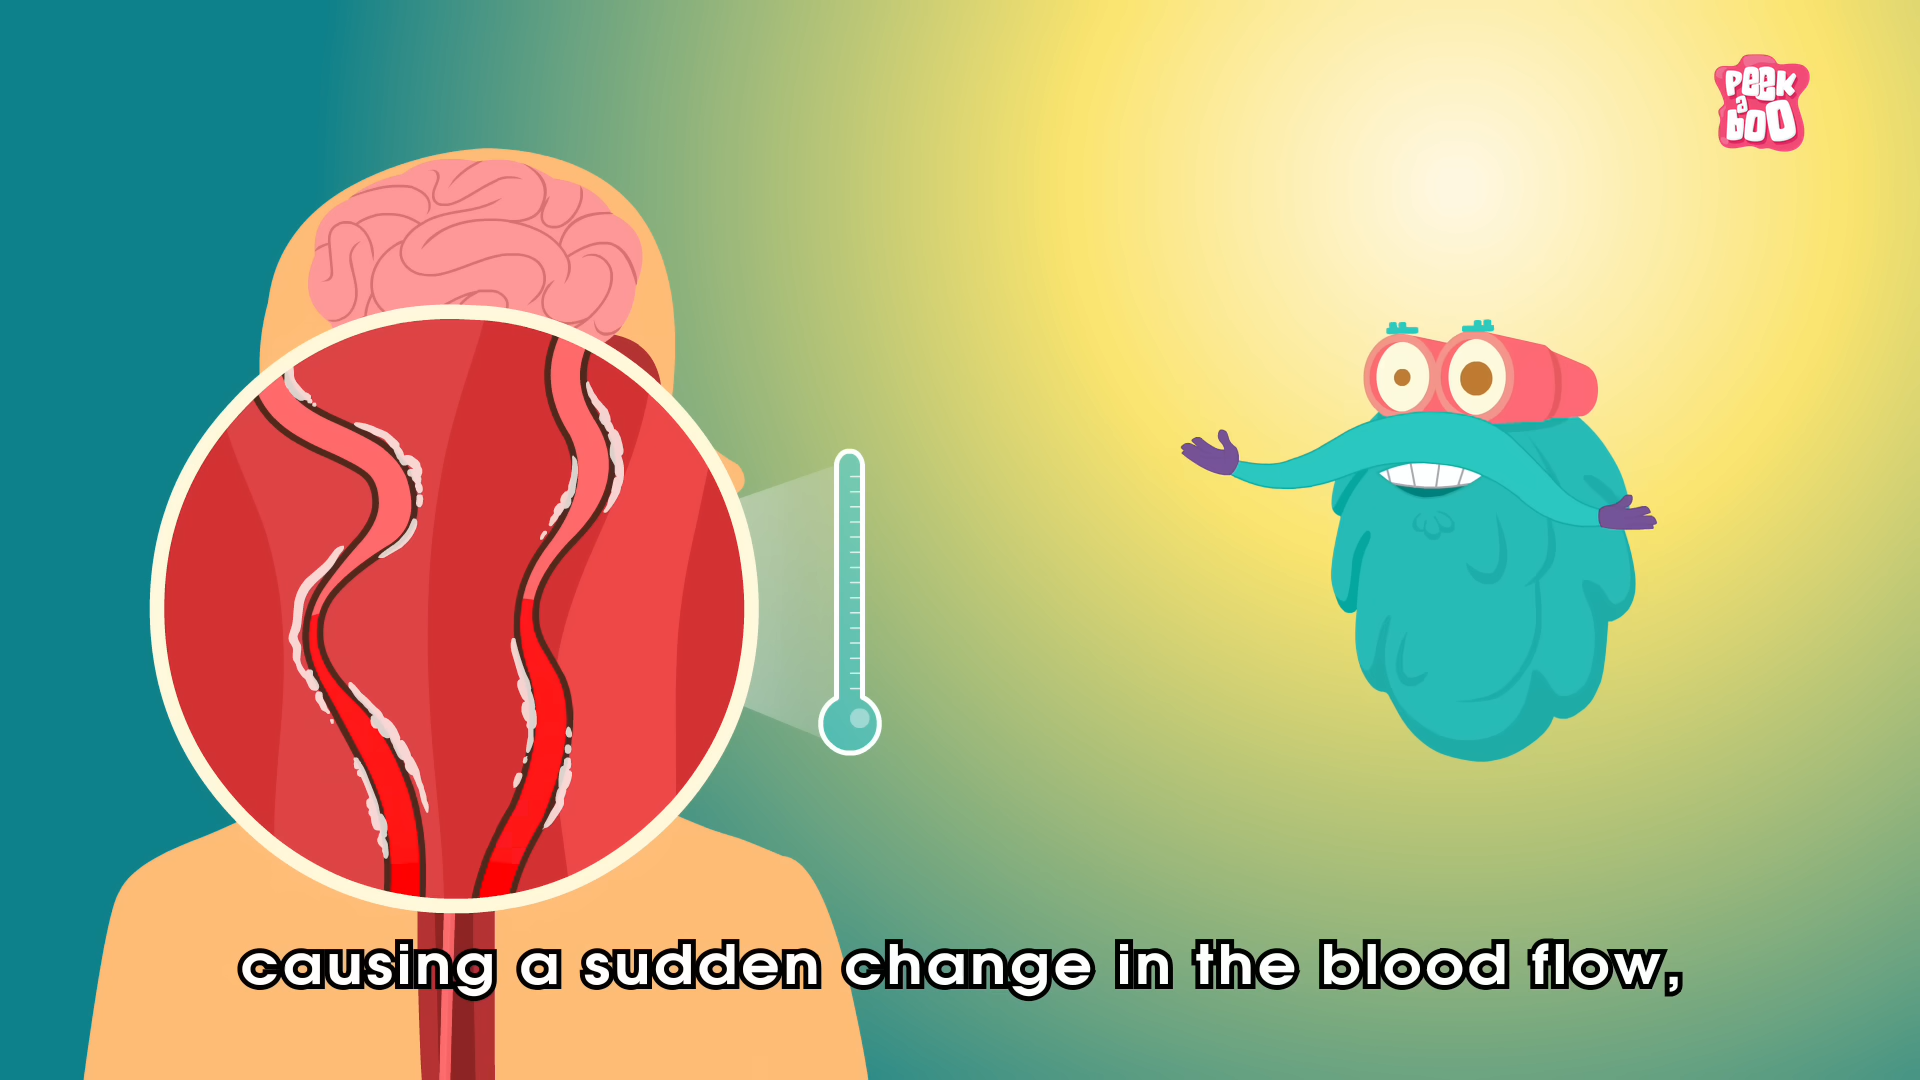 Peek
a
boo
causing a sudden change in the blood flow,